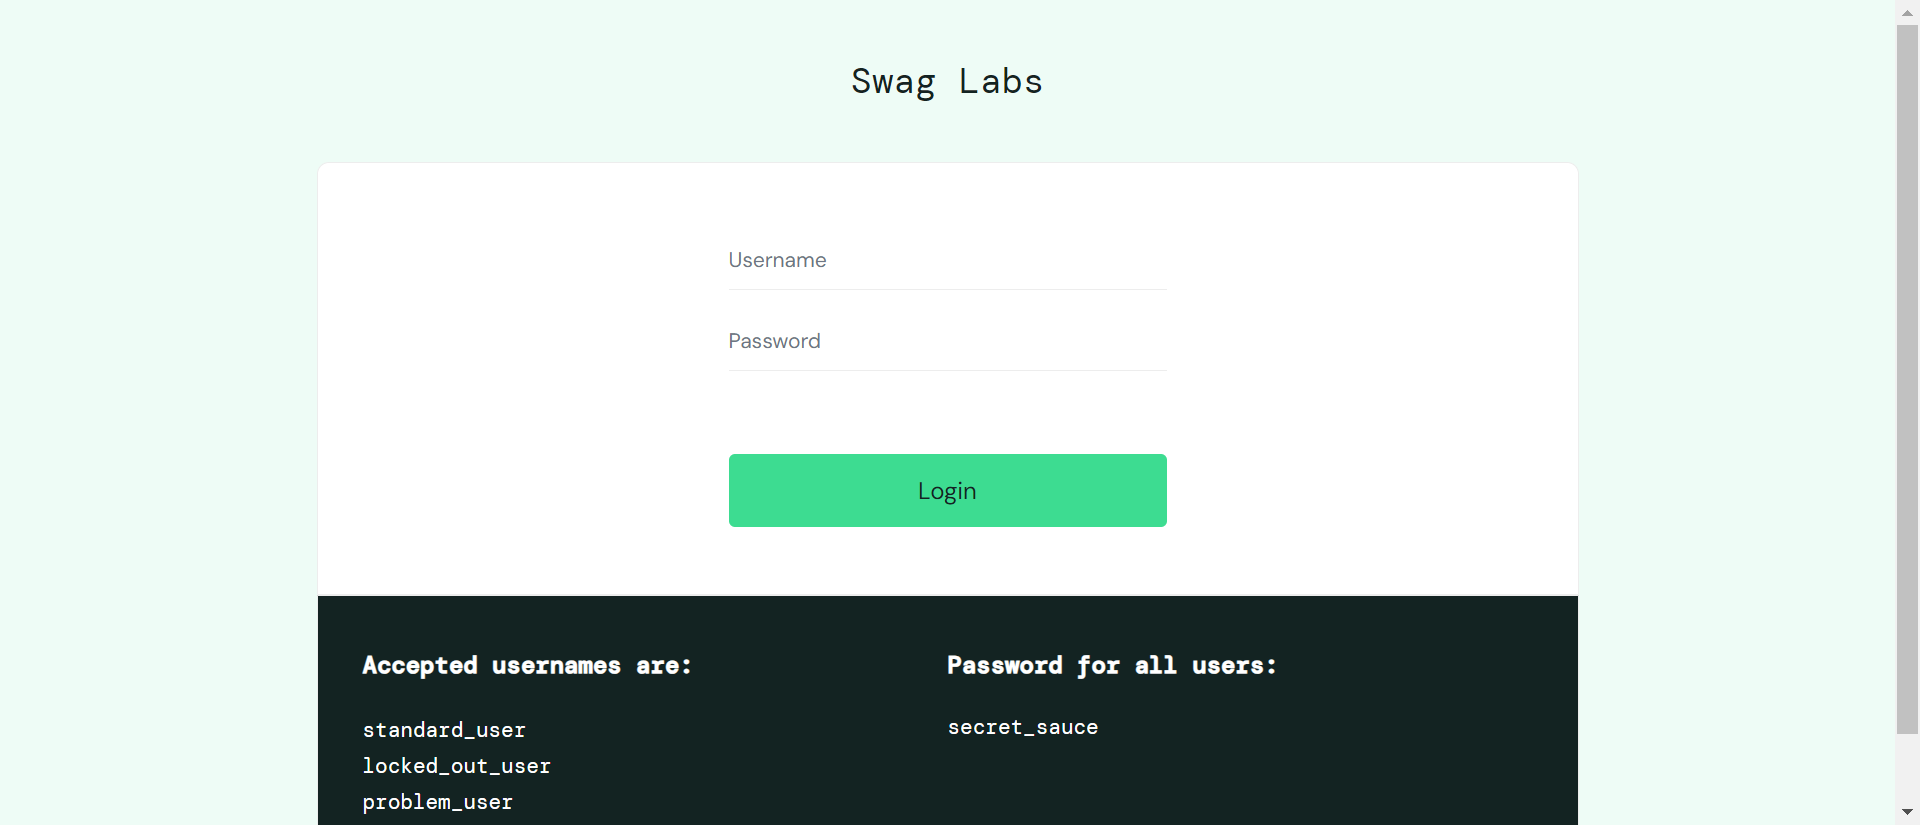 Swag Labs
Username
Password
Login
Accepted usernames are:
standard_user
locked_out_user
problem_user
Password for all users:
secret_sauce